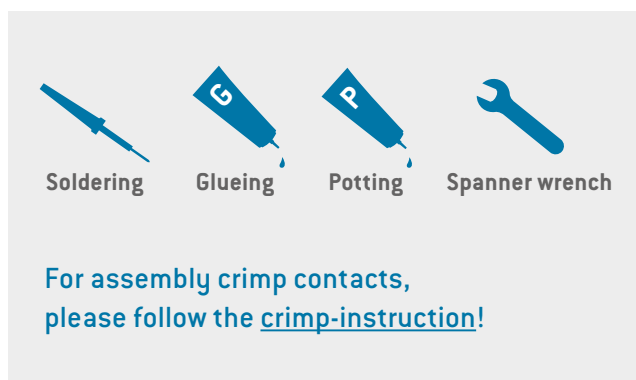 G P
Soldering Glueing Potting Spanner wrench
For assembly crimp contacts,
please follow the crimp-instruction!